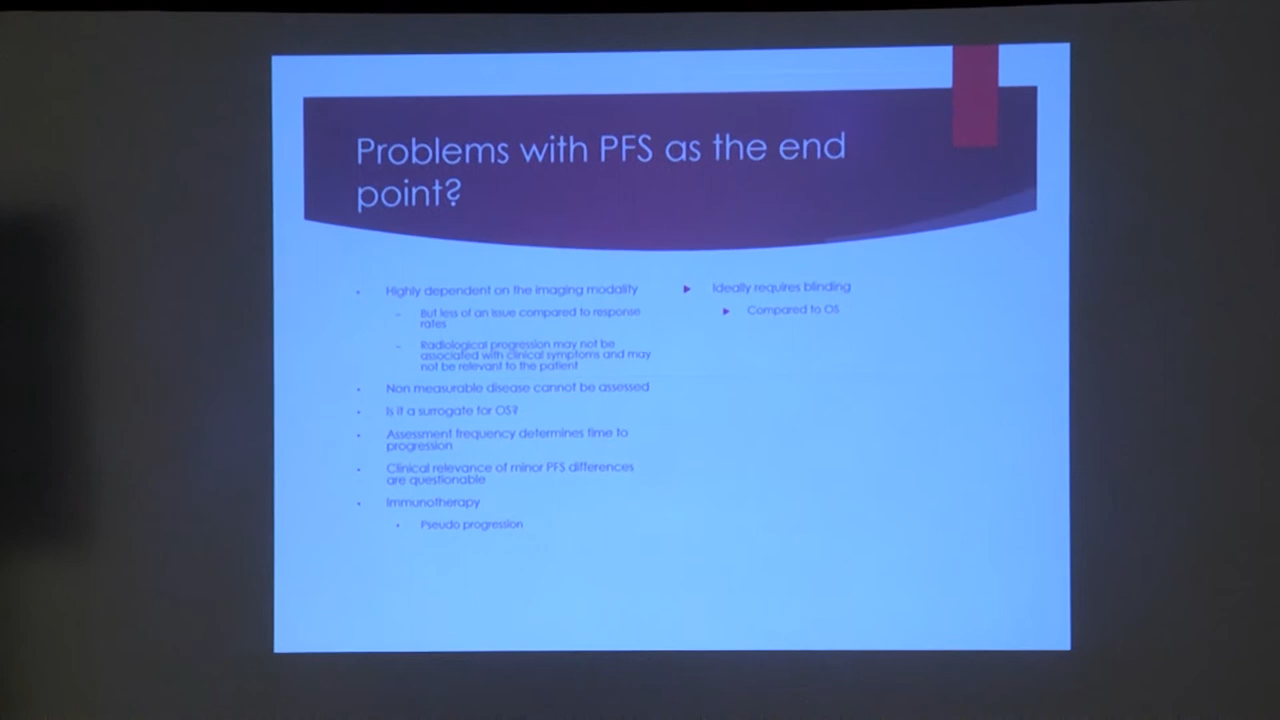 Problems with PFS as the end
point?
Highly dependent on the imaging modality
But less of an issue compared to response
rates
Radiological progression may not be
associated with clinical symptoms and may
not be relevant to the patient
Non measurable disease cannot be assessed
Is it a surrogate for OS?
Assessment frequency determines time to
progression
Clinical relevance of minor PFS differences
are questionable
Immunotherapy
Pseudo progression
Ideally requires blinding
Compared to OS